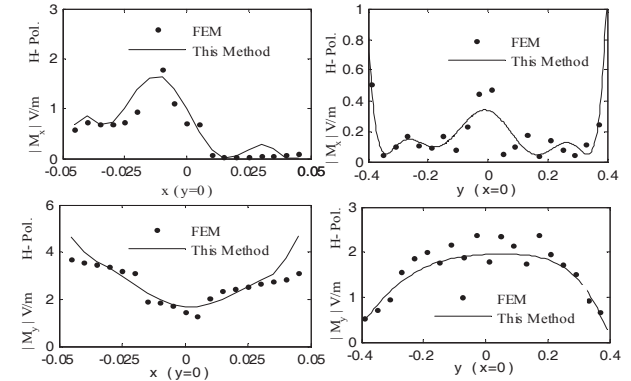 3
2
1
0
|M_x| V/m H- Pol.
FEM
This Method
-0.05 -0.025 0 0.025 0.05
x (y=0)
1
0.8
0.6
0.4
0.2
0
|M_x| V/m H- Pol.
FEM
This Method
-0.4 -0.2 0 0.2 0.4
y (x=0)
6
4
2
0
|M_y| V/m H- Pol.
FEM
This Method
-0.05 -0.025 0 0.025 0.05
x (y=0)
3
2
1
0
|M_y| V/m H- Pol.
FEM
This Method
-0.4 -0.2 0 0.2 0.4
y (x=0)